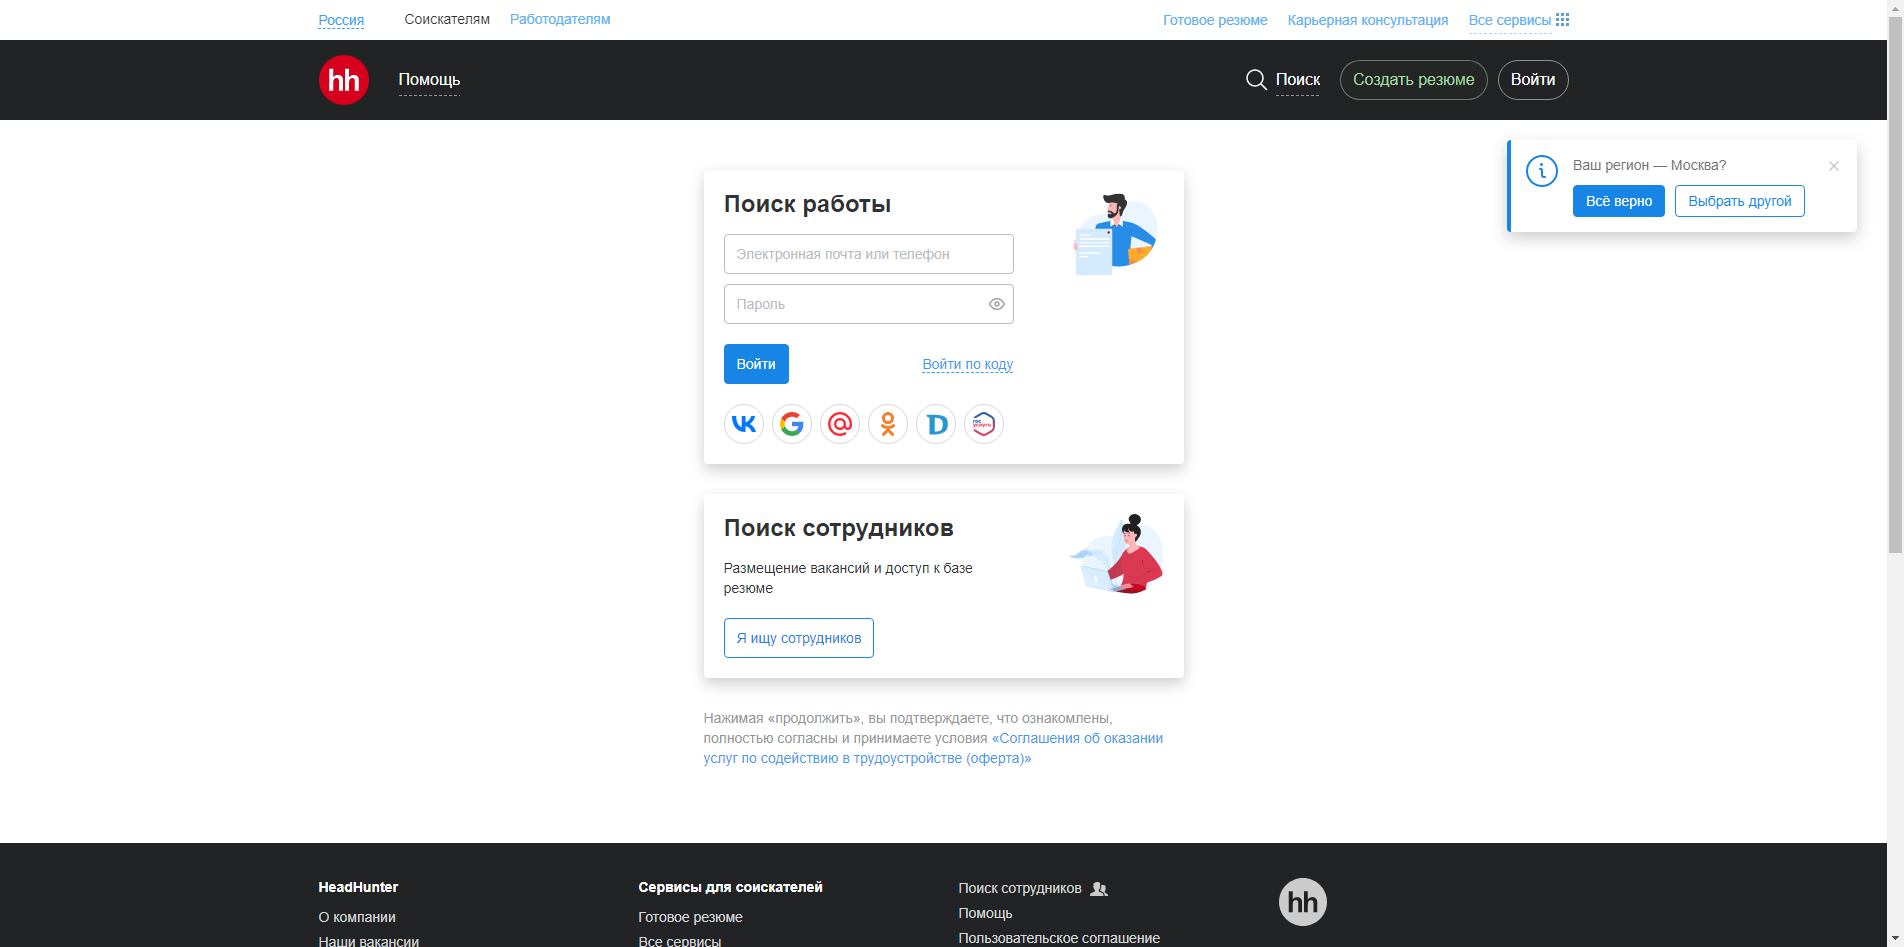 Россия Соискателям Работодателям Готовое резюме Карьерная консультация Все сервисы
hh Помощь Поиск Создать резюме Войти
Ваш регион — Москва?
Всё верно Выбрать другой
Поиск работы
Электронная почта или телефон
Пароль
Войти Войти по коду
Поиск сотрудников
Размещение вакансий и доступ к базе
резюме
Я ищу сотрудников
Нажимая «продолжить», вы подтверждаете, что ознакомлены,
полностью согласны и принимаете условия «Соглашения об оказании
услуг по содействию в трудоустройстве (оферта)»
HeadHunter
О компании
Наши вакансии
Сервисы для соискателей
Готовое резюме
Все сервисы
Поиск сотрудников
Помощь
Пользовательское соглашение
hh